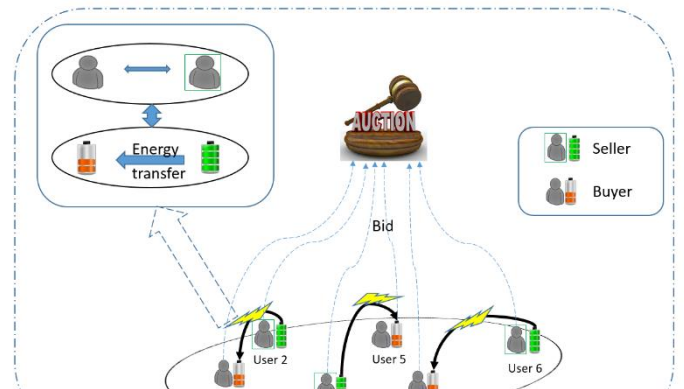 AUCTION
Energy
transfer
Seller
Buyer
Bid
User 2
User 5
User 6